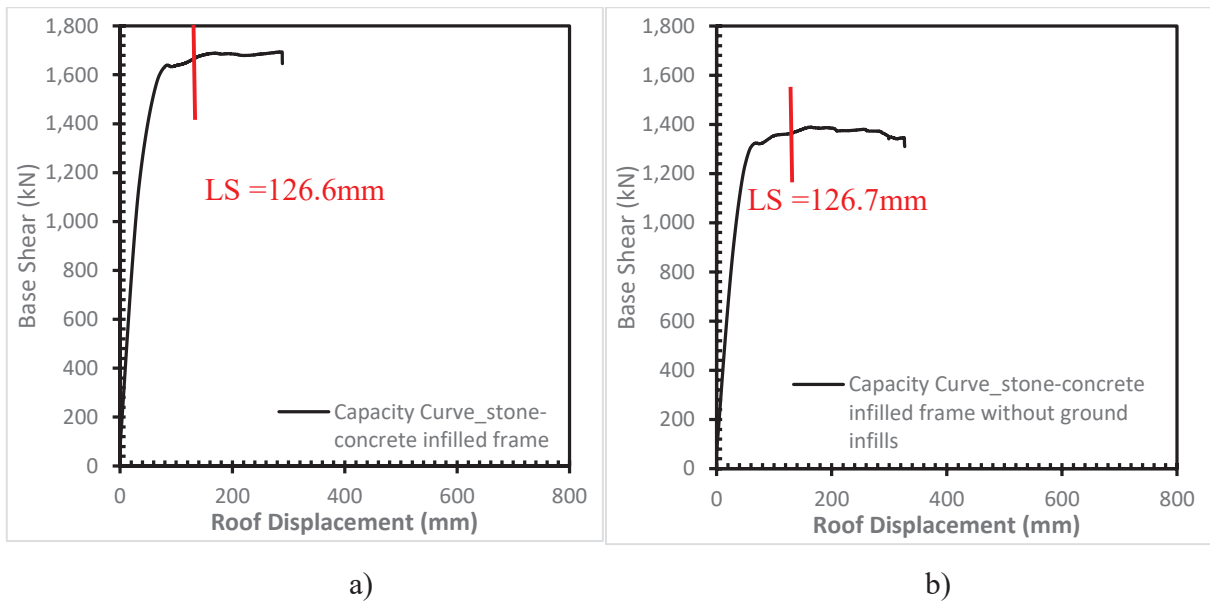 1,800
1,600
1,400
1,200
1,000
800
600
400
200
0
Base Shear (kN)
LS =126.6mm
Capacity Curve_stone-
concrete infilled frame
0 200 400 600 800
Roof Displacement (mm)
a)
1,800
1,600
1,400
1,200
1,000
800
600
400
200
0
Base Shear (kN)
LS =126.7mm
Capacity Curve_stone-concrete
infilled frame without ground
infills
0 200 400 600 800
Roof Displacement (mm)
b)